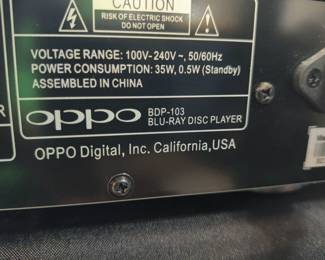 CAUTION
RISK OF ELECTRIC SHOCK
DO NOT OPEN
VOLTAGE RANGE: 100V-240V ~, 50/60Hz
POWER CONSUMPTION: 35W, 0.5W (Standby)
ASSEMBLED IN CHINA
oppo BDP-103
BLU-RAY DISC PLAYER
OPPO Digital, Inc. California, USA